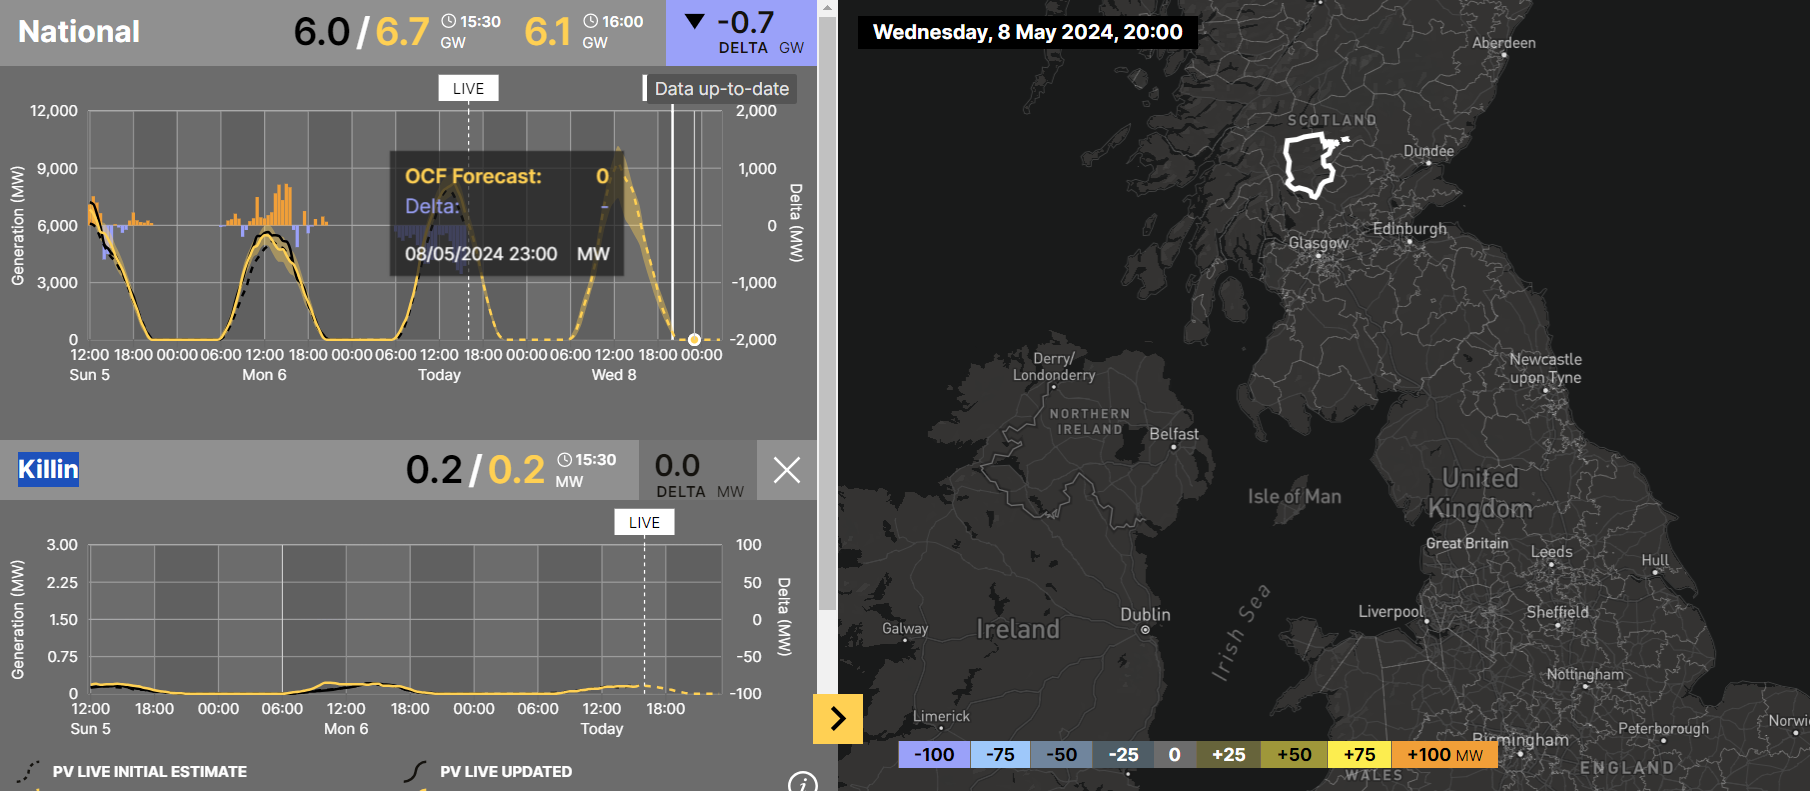 National
6.0 / 6.7 15:30 GW
6.1 16:00 GW
-0.7
DELTA GW
LIVE
Data up-to-date
12,000
9,000
6,000
3,000
0
Generation (MW)
2,000
1,000
0
-1,000
-2,000
Delta (MW)
OCF Forecast: 0
Delta: -
08/05/2024 23:00 MW
12:00 18:00 00:00 06:00 12:00 18:00 00:00 06:00 12:00 18:00 00:00 06:00 12:00 18:00 00:00
Sun 5 Mon 6 Today Wed 8
Killin
0.2 / 0.2 15:30 MW
0.0
DELTA MW
LIVE
3.00
2.25
1.50
0.75
0
Generation (MW)
100
50
0
-50
-100
Delta (MW)
12:00 18:00 00:00 06:00 12:00 18:00 00:00 06:00 12:00 18:00
Sun 5 Mon 6 Today
PV LIVE INITIAL ESTIMATE
PV LIVE UPDATED
Wednesday, 8 May 2024, 20:00
Aberdeen
SCOTLAND
Dundee
Edinburgh
Glasgow
Derry/
Londonderry
Newcastle
upon Tyne
NORTHERN
IRELAND
Belfast
United
Kingdom
Isle of Man
Great Britain
Leeds
Hull
Dublin
Liverpool
Sheffield
Galway
Ireland
Irish Sea
Nottingham
Limerick
Peterborough
Norwi
Birmingham
-100 -75 -50 -25 0 +25 +50 +75 +100 MW
WALES
ENGLAND